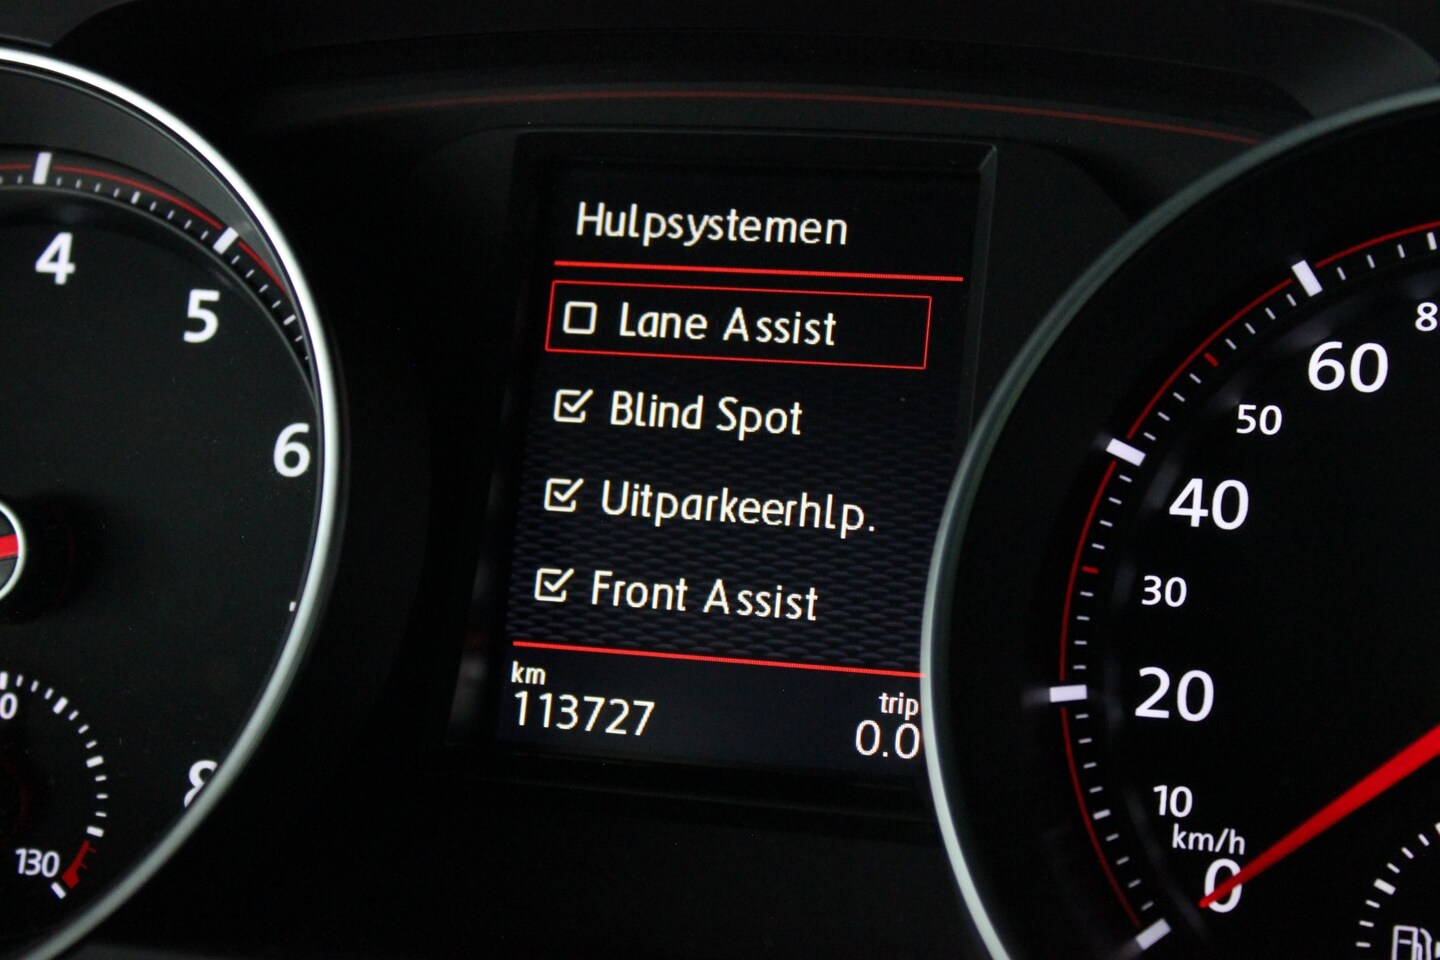 Hulpsystemen
Lane Assist
Blind Spot
Uitparkeerhlp.
Front Assist
km
113727
trip
0.0
4
5
6
8
130
60
50
40
30
20
10
km/h
0